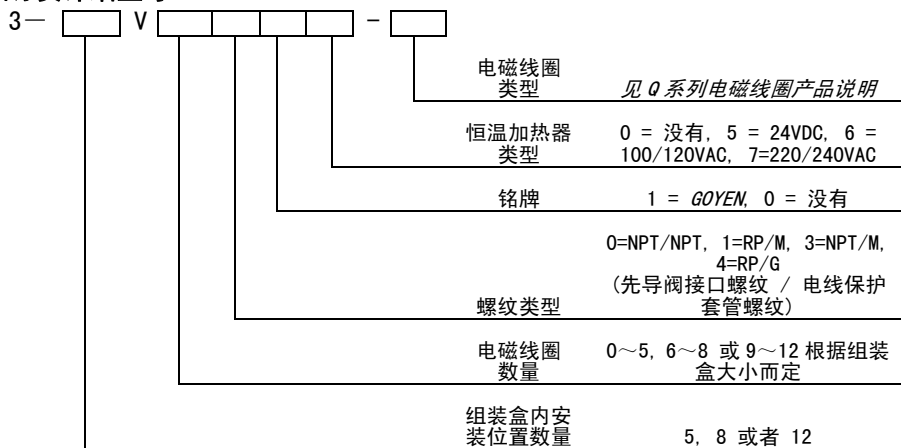 3— V -
电磁线圈
类型 见 Q 系列电磁线圈产品说明
恒温加热器 0 = 没有, 5 = 24VDC, 6 =
类型 100/120VAC, 7=220/240VAC
铭牌 1 = GOYEN, 0 = 没有
0=NPT/NPT, 1=RP/M, 3=NPT/M,
4=RP/G
(先导阀接口螺纹 / 电线保护
螺纹类型 套管螺纹)
电磁线圈 0～5, 6～8 或 9～12 根据组装
数量 盒大小而定
组装盒内安
装位置数量 5, 8 或者 12